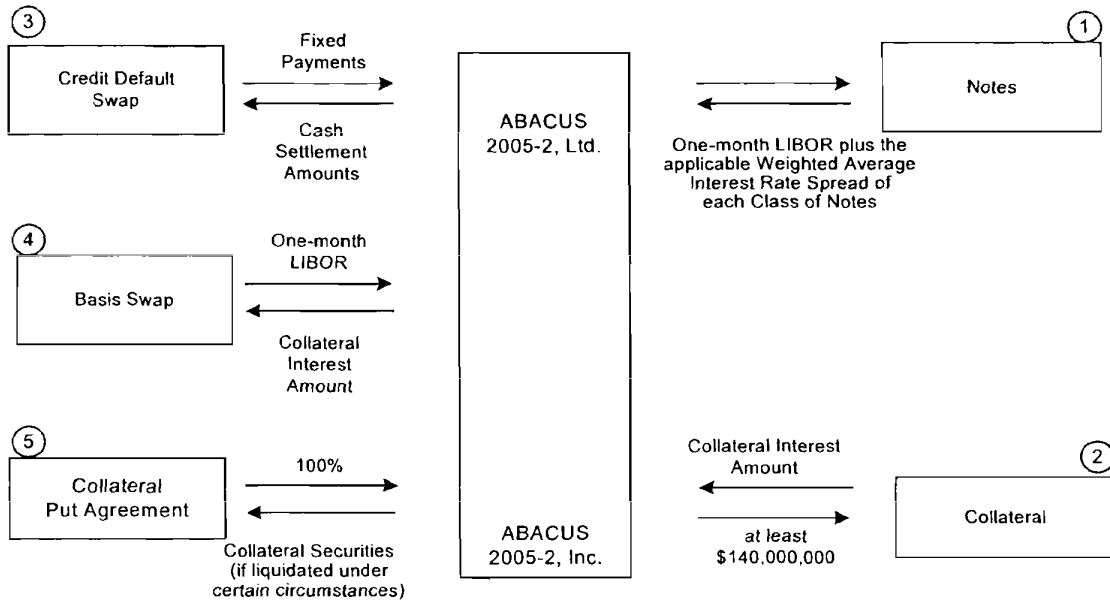 3
Credit Default
Swap
Fixed
Payments
Cash
Settlement
Amounts
4
Basis Swap
One-month
LIBOR
Collateral
Interest
Amount
5
Collateral
Put Agreement
100%
Collateral Securities
(if liquidated under
certain circumstances)
ABACUS
2005-2, Ltd.
ABACUS
2005-2, Inc.
1
Notes
One-month LIBOR plus the
applicable Weighted Average
Interest Rate Spread of
each Class of Notes
Collateral Interest
Amount
2
Collateral
at least
$140,000,000